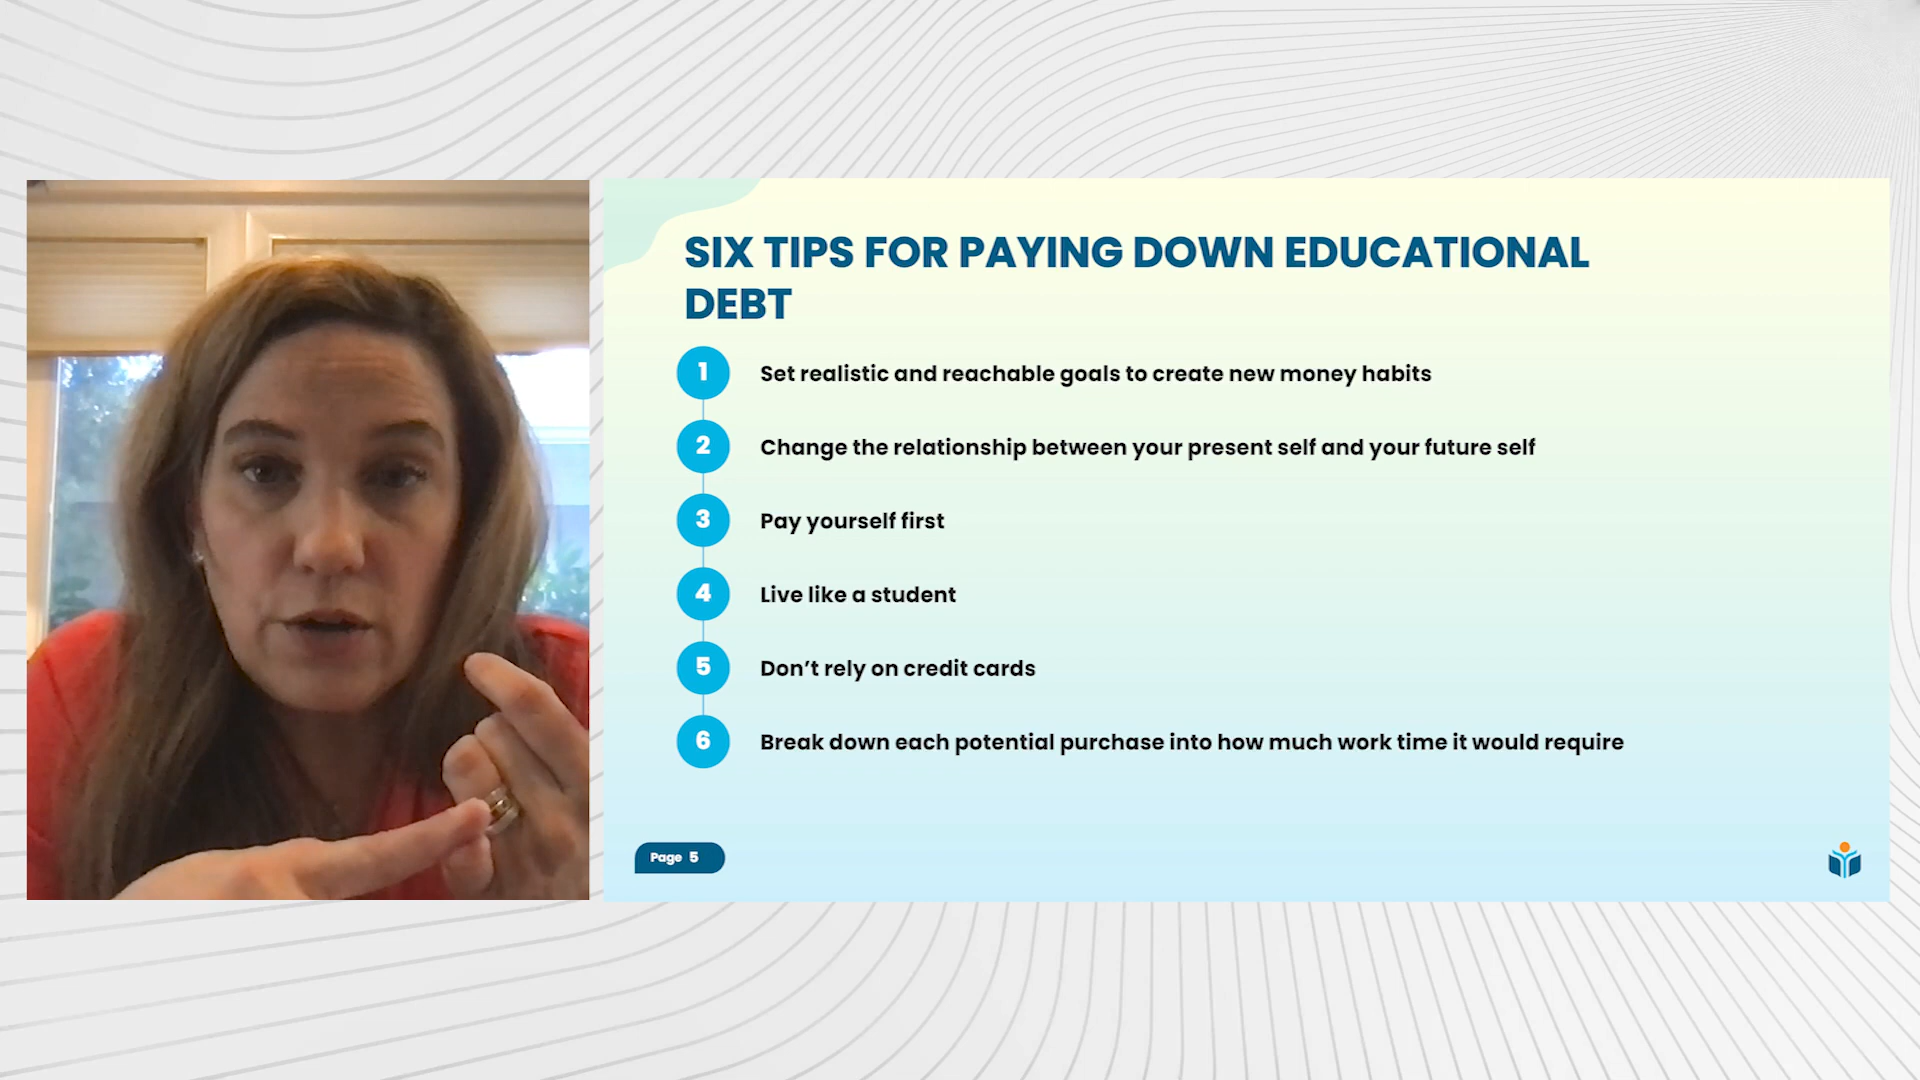 SIX TIPS FOR PAYING DOWN EDUCATIONAL
DEBT
1 Set realistic and reachable goals to create new money habits
2 Change the relationship between your present self and your future self
3 Pay yourself first
4 Live like a student
5 Don’t rely on credit cards
6 Break down each potential purchase into how much work time it would require
Page 5